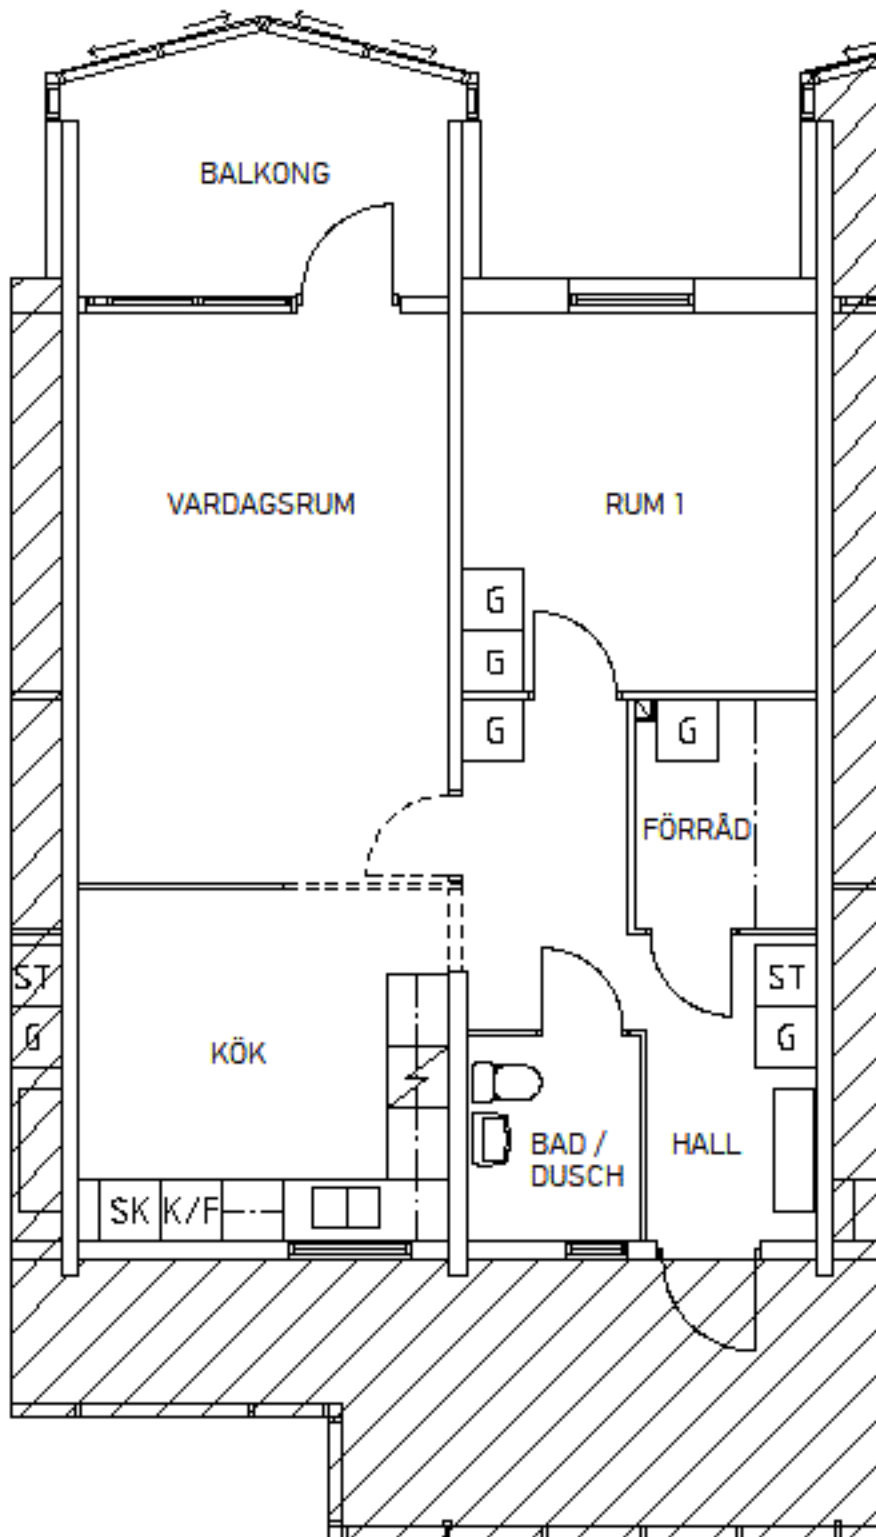 BALKONG
VARDAGSRUM
RUM 1
G
G
G
G
FÖRRÅD
ST
ST
G
G
KÖK
BAD /
DUSCH
HALL
SK
K/F